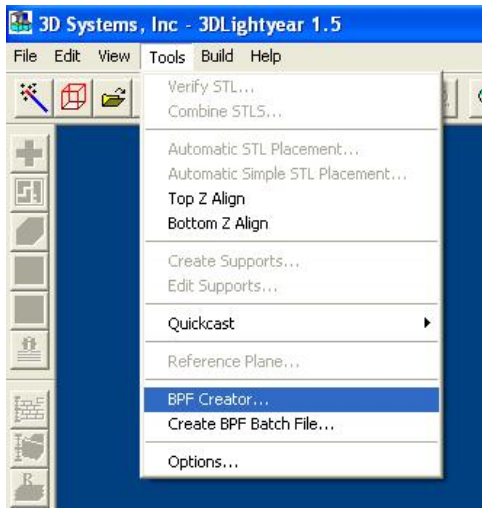 3D Systems, Inc - 3DLightyear 1.5
File Edit View Tools Build Help
Verify STL...
Combine STLS...
Automatic STL Placement...
Automatic Simple STL Placement...
Top Z Align
Bottom Z Align
Create Supports...
Edit Supports...
Quickcast
Reference Plane...
BPF Creator...
Create BPF Batch File...
Options...
R